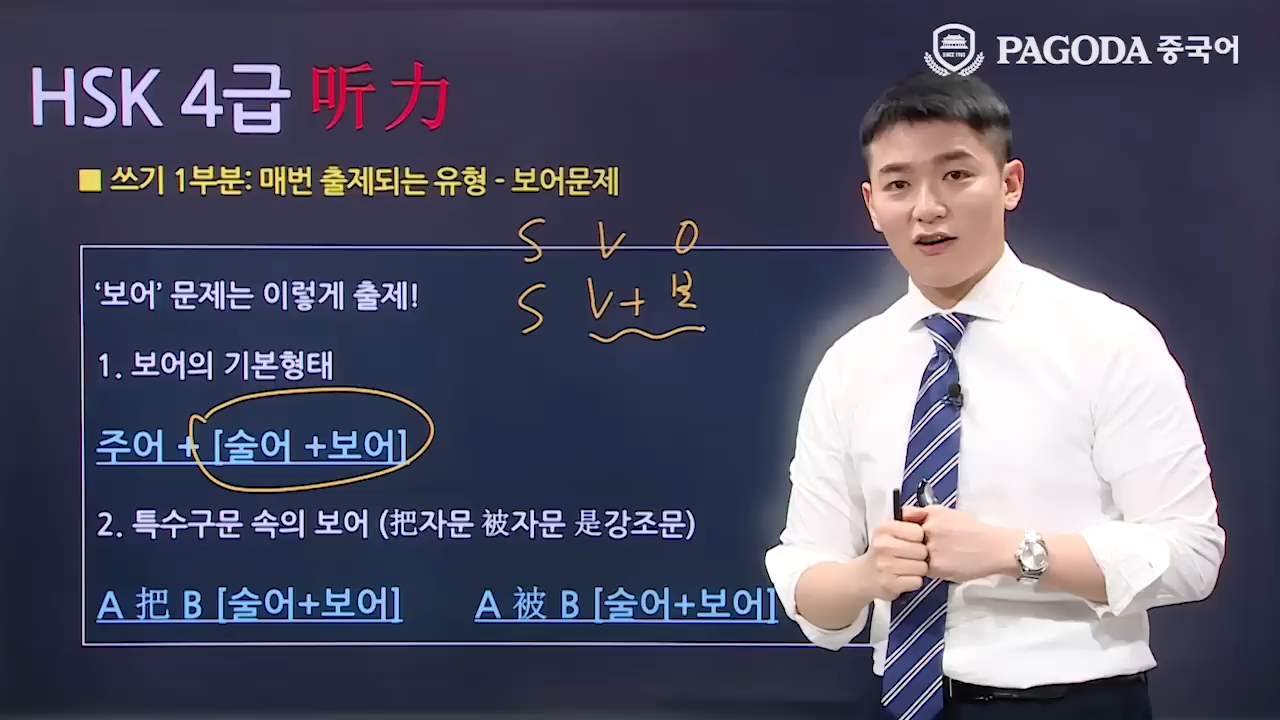 SINCE 1969
PAGODA 중국어
HSK 4급 听力
■ 쓰기 1부분: 매번 출제되는 유형 - 보어문제
S V O
S V+보
‘보어’ 문제는 이렇게 출제!
1. 보어의 기본형태
주어 + [술어 +보어]
2. 특수구문 속의 보어 (把자문 被자문 是강조문)
A 把 B [술어+보어] A 被 B [술어+보어]